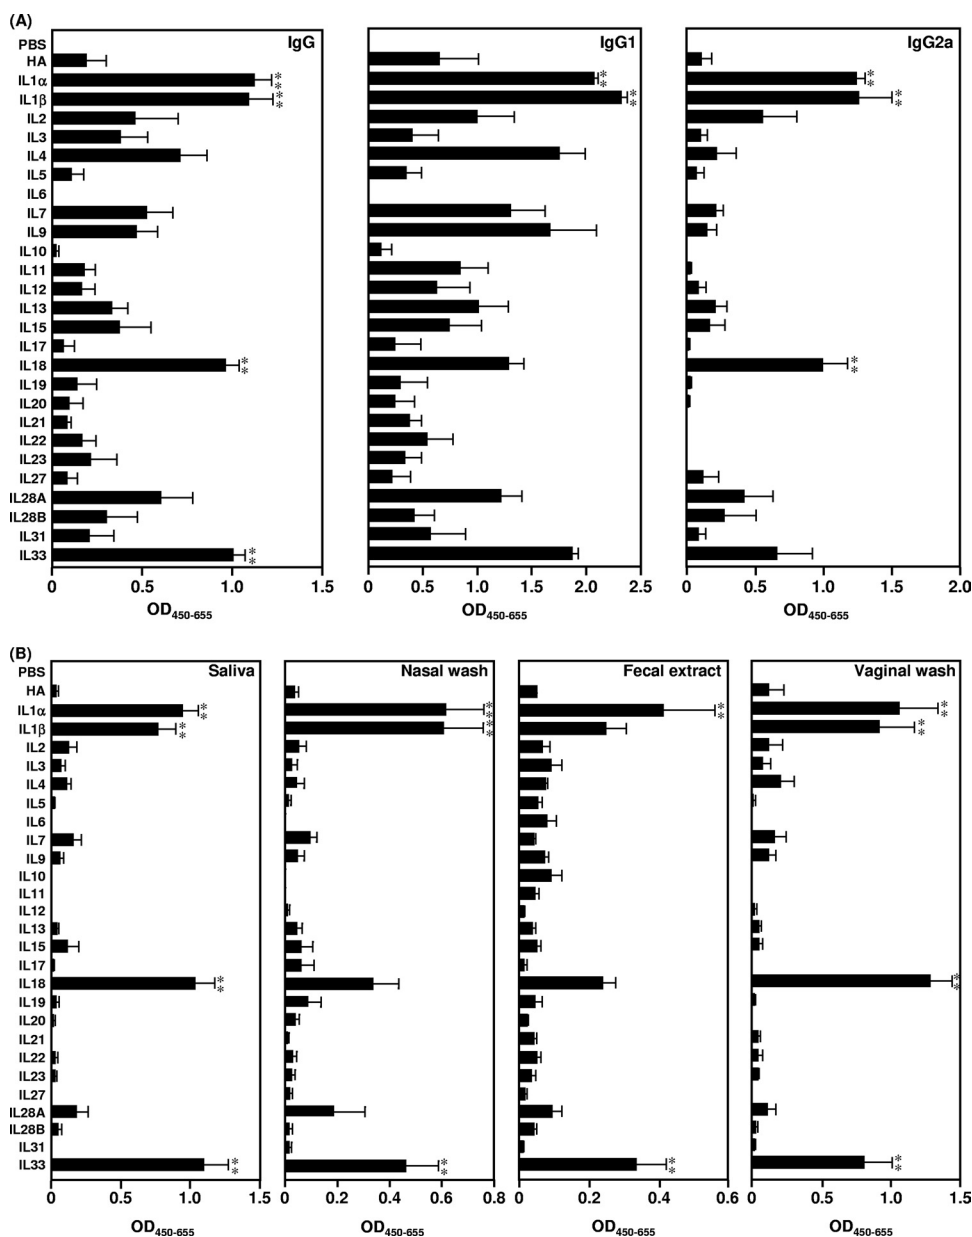 (A)
IgG
IgG1
IgG2a
PBS
HA
IL1α
**
**
IL1β
**
**
**
IL2
IL3
IL4
IL5
IL6
IL7
IL9
IL10
IL11
IL12
IL13
IL15
IL17
IL18
**
**
IL19
IL20
IL21
IL22
IL23
IL27
IL28A
IL28B
IL31
IL33
**
0 0.5 1.0 1.5
0 0.5 1.0 1.5 2.0 2.5
0 0.5 1.0 1.5 2.0
OD450-655
OD450-655
OD450-655
(B)
Saliva
Nasal wash
Fecal extract
Vaginal wash
PBS
HA
IL1α
**
**
**
**
IL1β
**
**
**
IL2
IL3
IL4
IL5
IL6
IL7
IL9
IL10
IL11
IL12
IL13
IL15
IL17
IL18
**
**
IL19
IL20
IL21
IL22
IL23
IL27
IL28A
IL28B
IL31
IL33
**
**
**
**
0 0.5 1.0 1.5
0 0.2 0.4 0.6 0.8
0 0.2 0.4 0.6
0 0.5 1.0 1.5
OD450-655
OD450-655
OD450-655
OD450-655